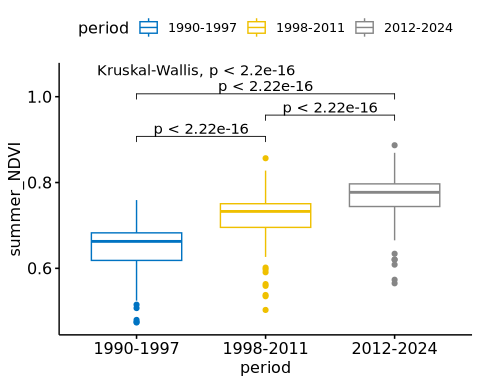 period 1990-1997 1998-2011 2012-2024
Kruskal-Wallis, p < 2.2e-16
p < 2.22e-16
p < 2.22e-16
p < 2.22e-16
summer_NDVI
1.0
0.8
0.6
1990-1997 1998-2011 2012-2024
period